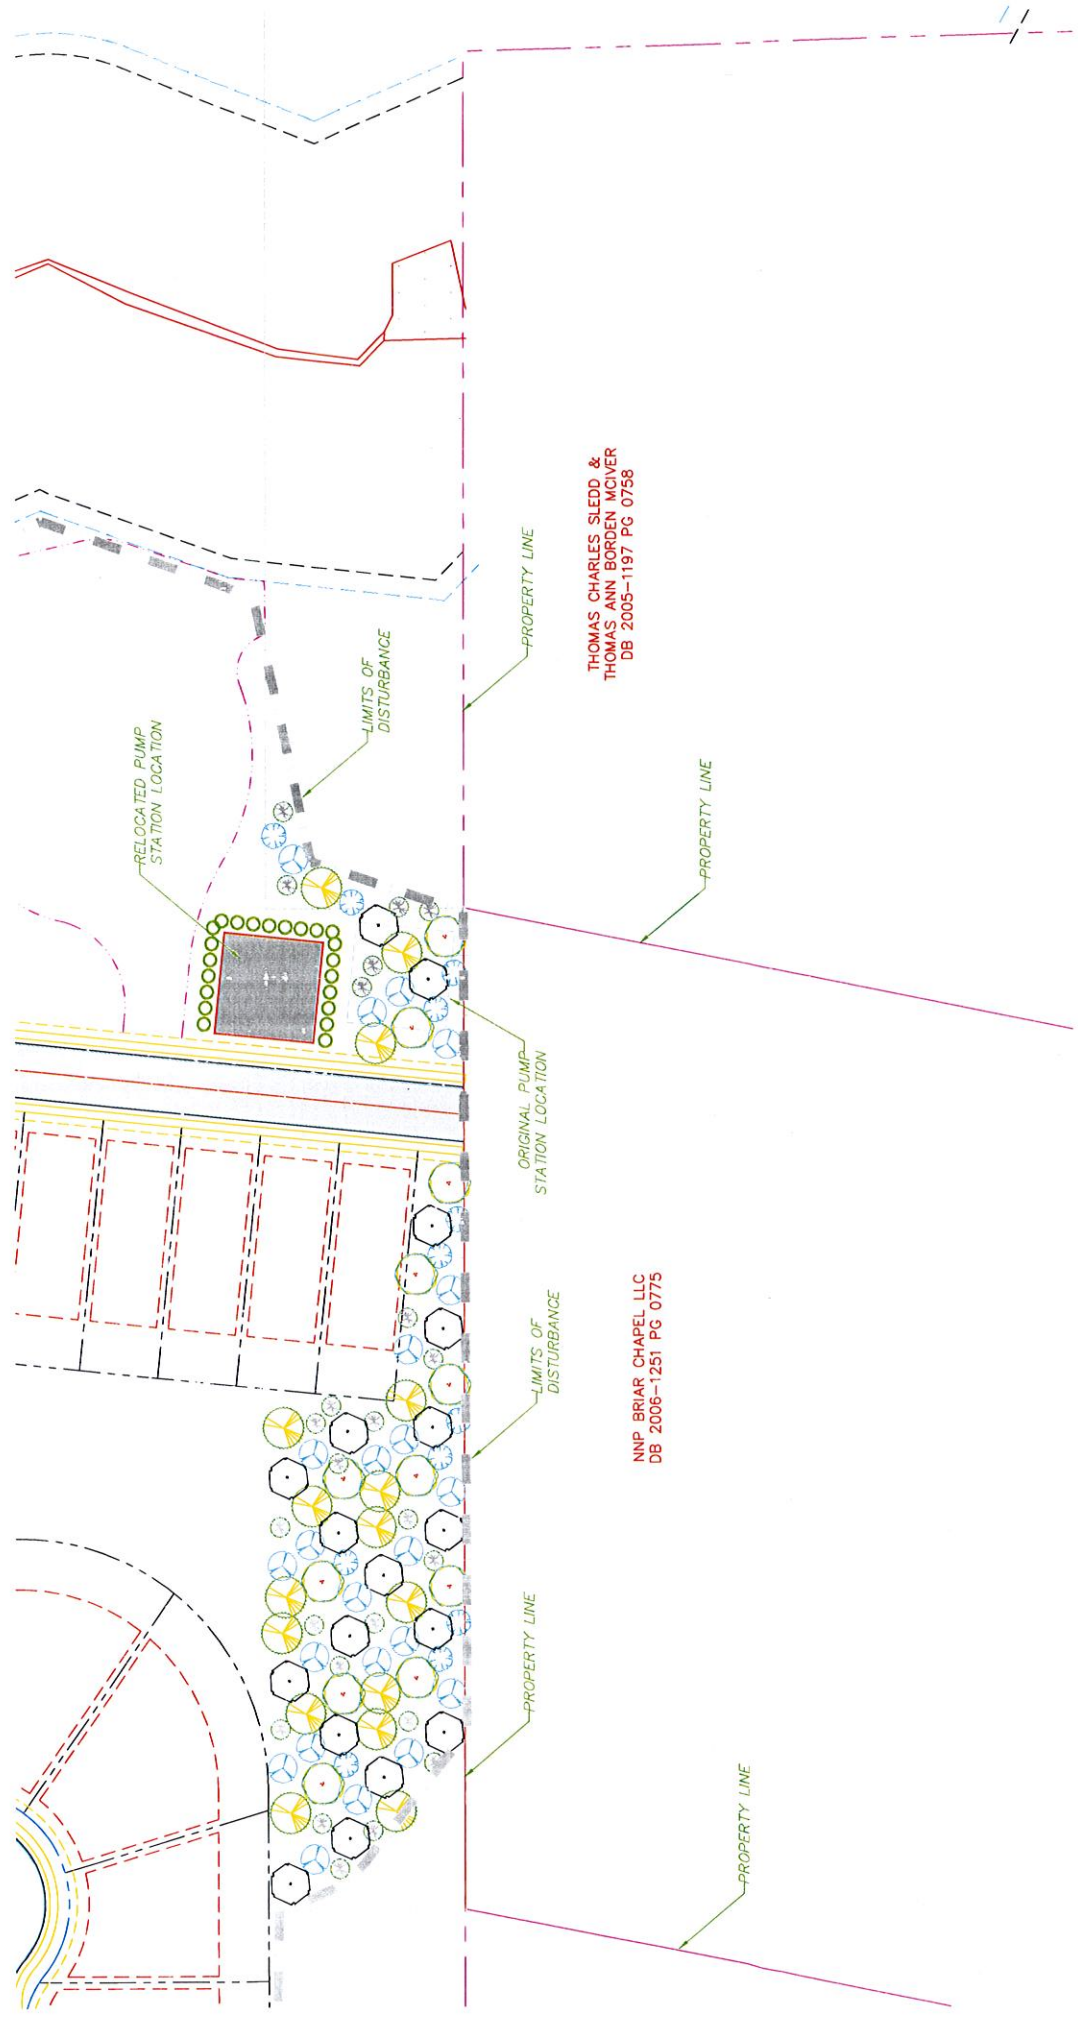 RELOCATED PUMP
STATION LOCATION
LIMITS OF
DISTURBANCE
PROPERTY LINE
THOMAS CHARLES SLEDD &
THOMAS ANN BORDEN MCIVER
DB 2005-1197 PG 0758
PROPERTY LINE
ORIGINAL PUMP
STATION LOCATION
LIMITS OF
DISTURBANCE
NNP BRIAR CHAPEL LLC
DB 2006-1251 PG 0775
PROPERTY LINE
PROPERTY LINE